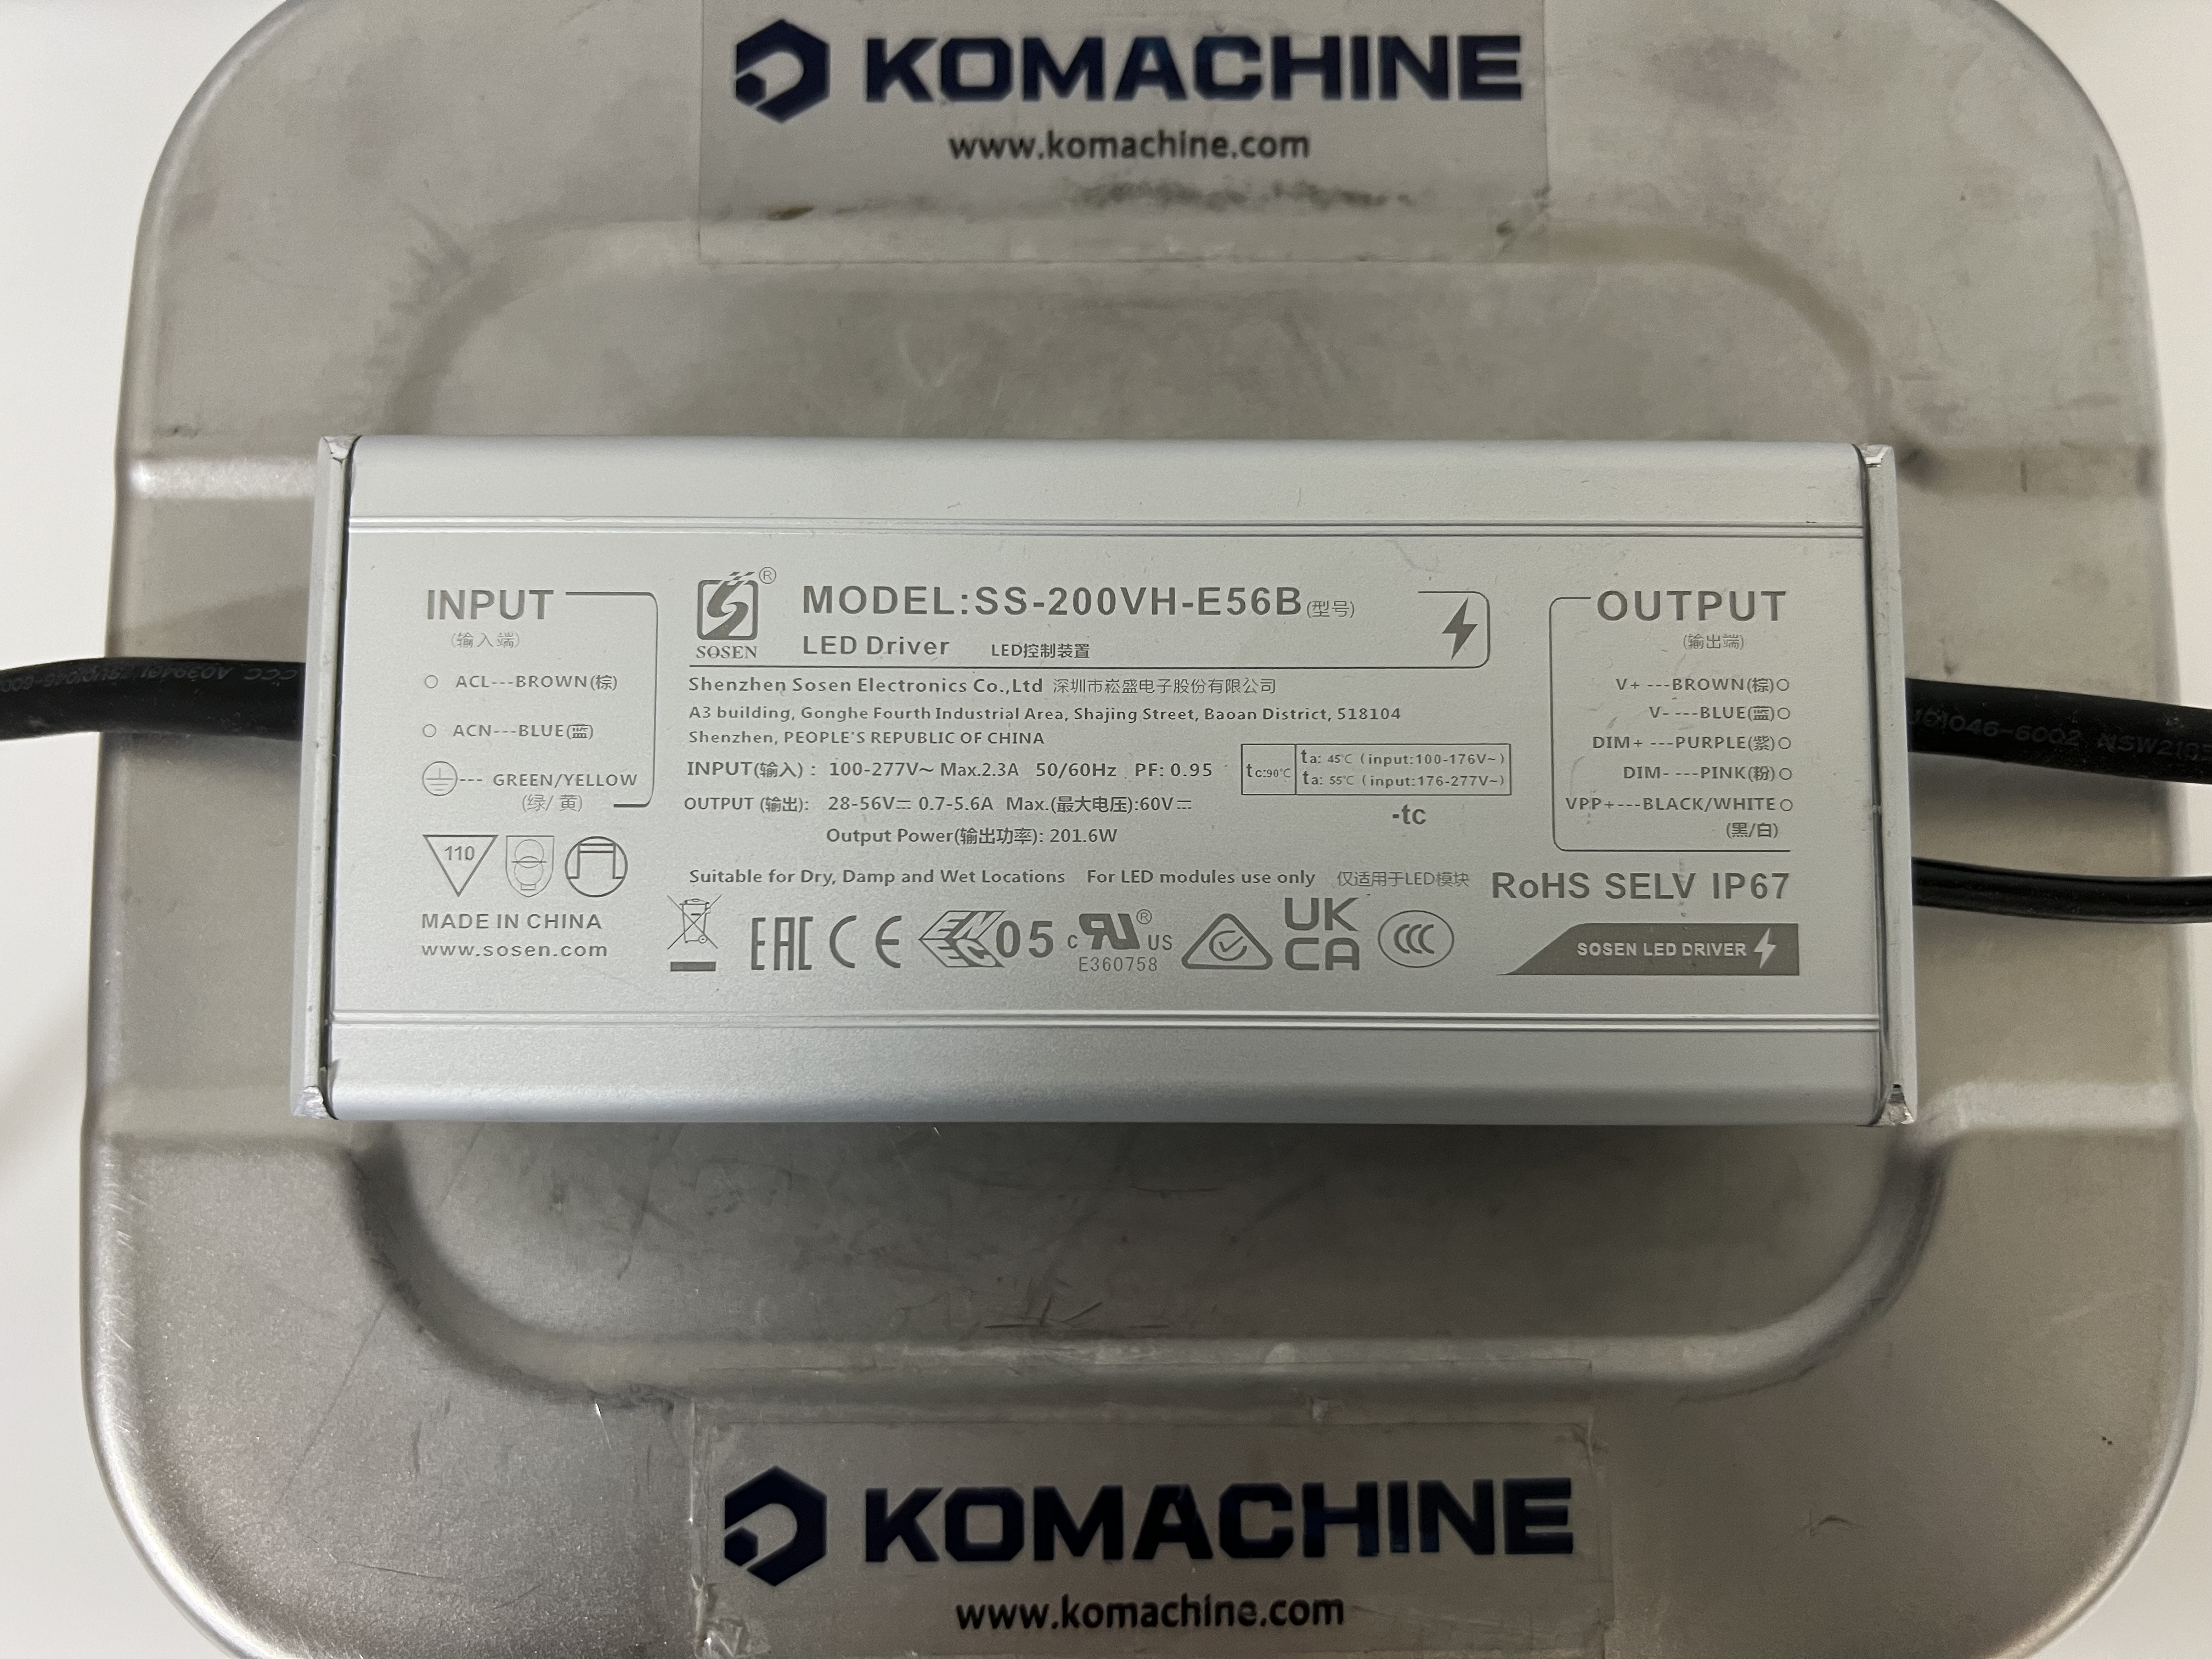 KOMACHINE
www.komachine.com
INPUT
(输入端)
ACL---BROWN(棕)
ACN---BLUE(蓝)
--- GREEN/YELLOW
(绿/黄)
110
MADE IN CHINA
www.sosen.com
®
SOSEN
MODEL:SS-200VH-E56B(型号)
LED Driver LED控制装置
Shenzhen Sosen Electronics Co.,Ltd 深圳市崧盛电子股份有限公司
A3 building, Gonghe Fourth Industrial Area, Shajing Street, Baoan District, 518104
Shenzhen, PEOPLE'S REPUBLIC OF CHINA
INPUT(输入)：100-277V~ Max.2.3A 50/60Hz PF: 0.95
tc:90℃
ta: 45℃ (input:100-176V~)
ta: 55℃ (input:176-277V~)
OUTPUT (输出): 28-56V⎓ 0.7-5.6A Max.(最大电压):60V⎓
-tc
Output Power(输出功率): 201.6W
Suitable for Dry, Damp and Wet Locations For LED modules use only 仅适用于LED模块
EAC CE ENEC 05 c RU ® US UK CA CCC
E360758
OUTPUT
(输出端)
V+ ---BROWN(棕)
V- ---BLUE(蓝)
DIM+ ---PURPLE(紫)
DIM- ---PINK(粉)
VPP+---BLACK/WHITE
(黑/白)
RoHS SELV IP67
SOSEN LED DRIVER
KOMACHINE
www.komachine.com